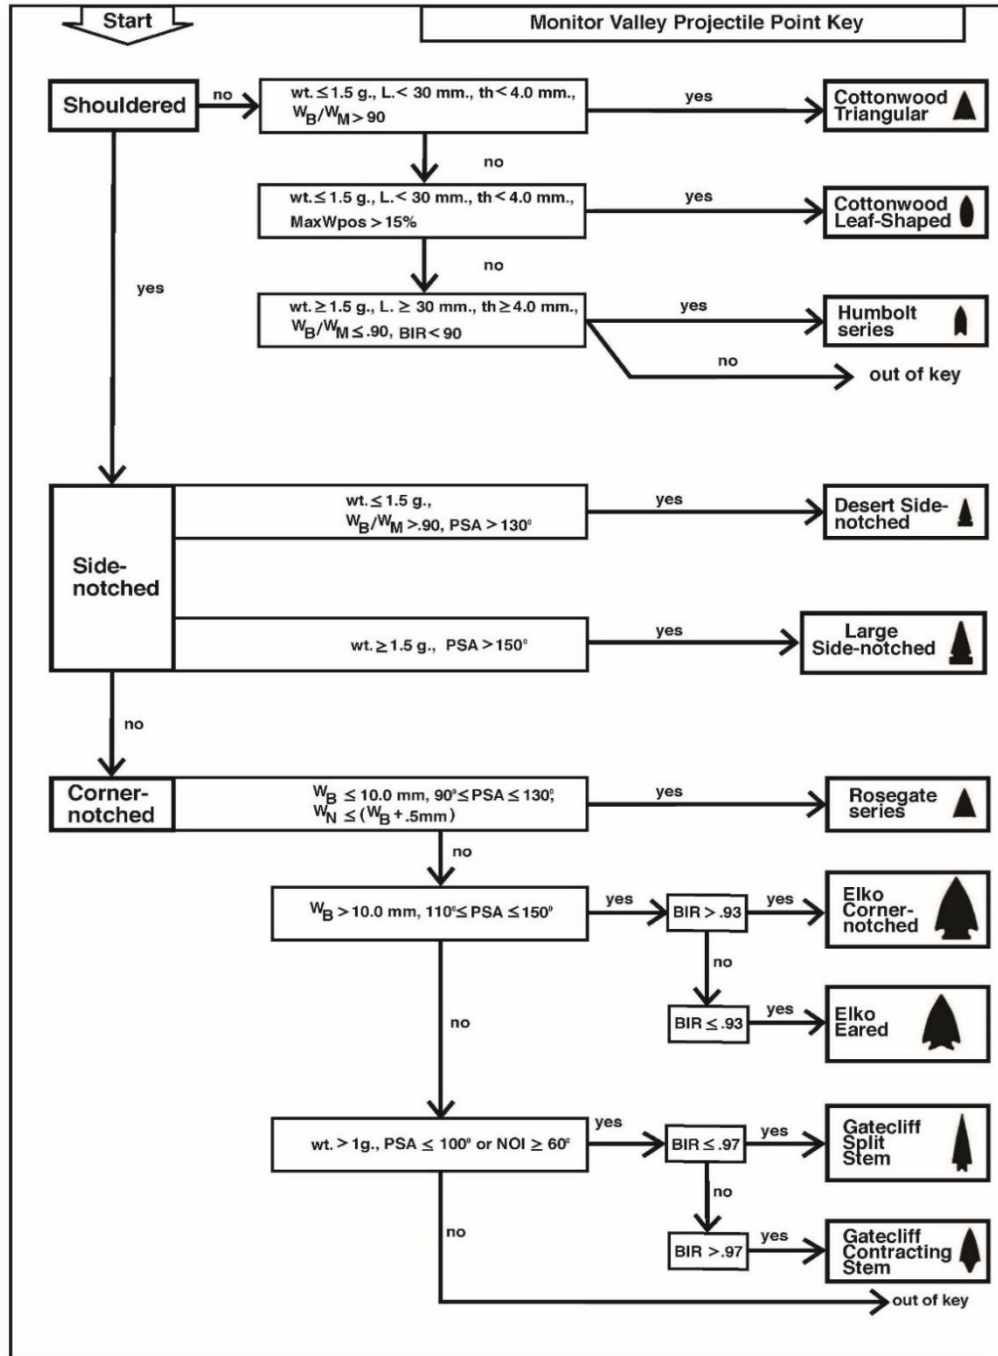 Start
Monitor Valley Projectile Point Key
Shouldered
no
wt. ≤ 1.5 g., L. < 30 mm., th < 4.0 mm.,
WB/WM > 90
yes
Cottonwood
Triangular
no
wt. ≤ 1.5 g., L. < 30 mm., th < 4.0 mm.,
MaxWpos > 15%
yes
Cottonwood
Leaf-Shaped
no
yes
wt. ≥ 1.5 g., L. ≥ 30 mm., th ≥ 4.0 mm.,
WB/WM ≤ .90, BIR < 90
yes
Humbolt
series
no
out of key
Side-
notched
wt. ≤ 1.5 g.,
WB/WM > .90, PSA > 130°
yes
Desert Side-
notched
wt. ≥ 1.5 g., PSA > 150°
yes
Large
Side-notched
no
Corner-
notched
WB ≤ 10.0 mm, 90° ≤ PSA ≤ 130°,
WN ≤ (WB + .5mm)
yes
Rosegate
series
no
WB > 10.0 mm, 110° ≤ PSA ≤ 150°
yes
BIR > .93
yes
Elko
Corner-
notched
no
BIR ≤ .93
yes
Elko
Eared
no
wt. > 1g., PSA ≤ 100° or NOI ≥ 60°
yes
BIR ≤ .97
yes
Gatecliff
Split
Stem
no
no
BIR > .97
yes
Gatecliff
Contracting
Stem
out of key